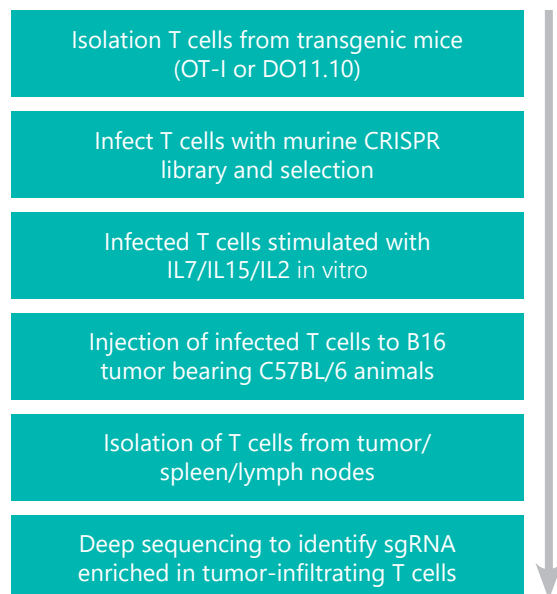 Isolation T cells from transgenic mice
(OT-I or DO11.10)
Infect T cells with murine CRISPR
library and selection
Infected T cells stimulated with
IL7/IL15/IL2 in vitro
Injection of infected T cells to B16
tumor bearing C57BL/6 animals
Isolation of T cells from tumor/
spleen/lymph nodes
Deep sequencing to identify sgRNA
enriched in tumor-infiltrating T cells